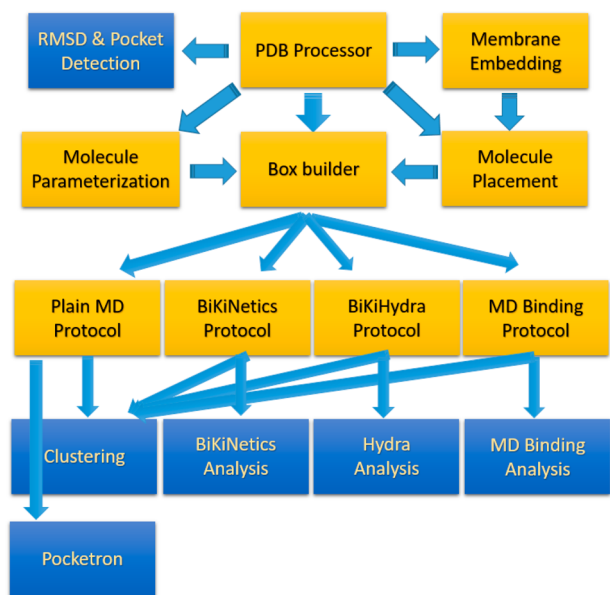 RMSD & Pocket
Detection
PDB Processor
Membrane
Embedding
Molecule
Parameterization
Box builder
Molecule
Placement
Plain MD
Protocol
BiKiNetics
Protocol
BiKiHydra
Protocol
MD Binding
Protocol
Clustering
BiKiNetics
Analysis
Hydra
Analysis
MD Binding
Analysis
Pocketron